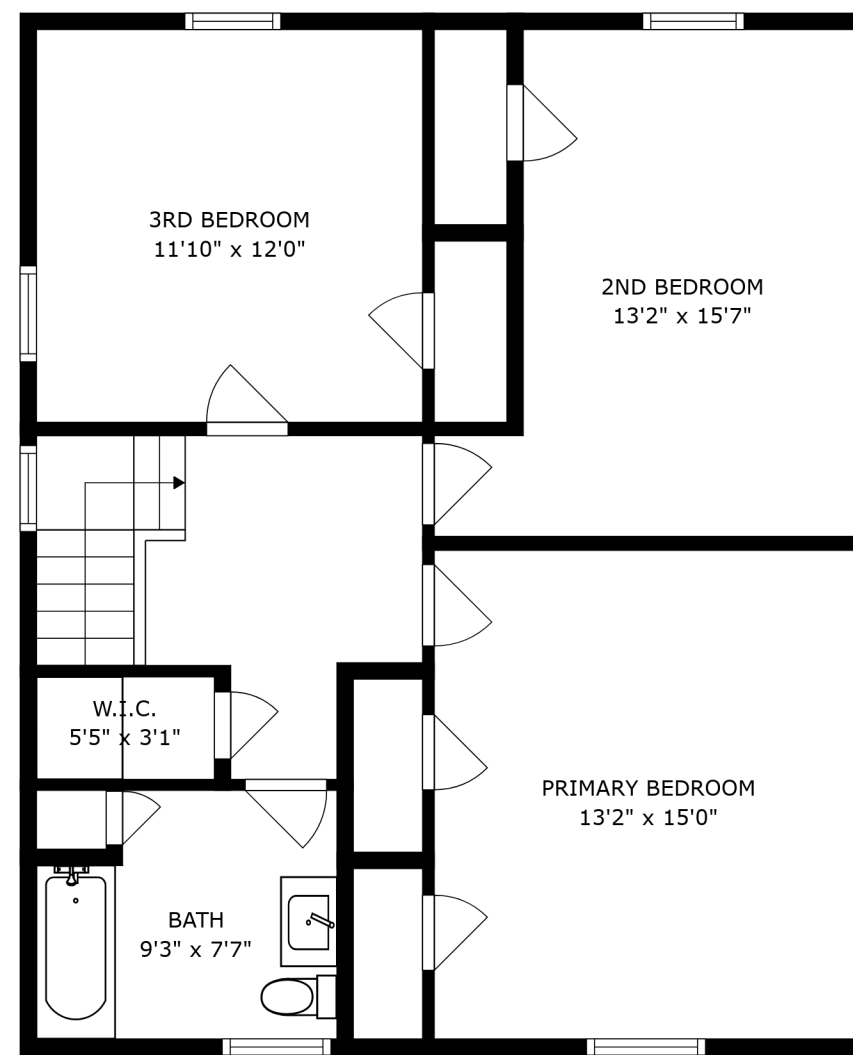 3RD BEDROOM
11'10" x 12'0"
2ND BEDROOM
13'2" x 15'7"
W.I.C.
5'5" x 3'1"
PRIMARY BEDROOM
13'2" x 15'0"
BATH
9'3" x 7'7"